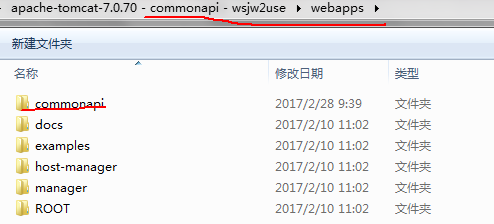 apache-tomcat-7.0.70 - commonapi - wsjw2use ▸ webapps ▸
新建文件夹
名称 修改日期 类型
commonapi 2017/2/28 9:39 文件夹
docs 2017/2/10 11:02 文件夹
examples 2017/2/10 11:02 文件夹
host-manager 2017/2/10 11:02 文件夹
manager 2017/2/10 11:02 文件夹
ROOT 2017/2/10 11:02 文件夹